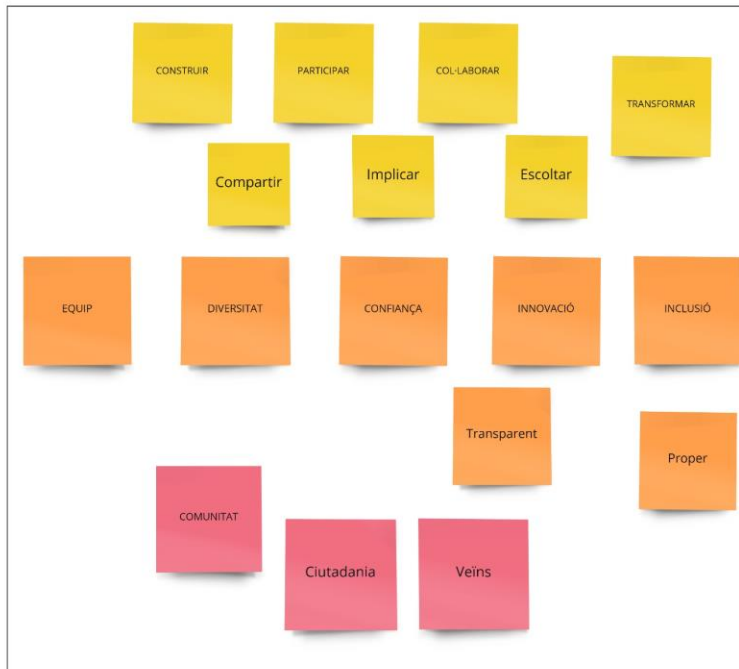 CONSTRUIR
PARTICIPAR
COL·LABORAR
TRANSFORMAR
Compartir
Implicar
Escoltar
EQUIP
DIVERSITAT
CONFIANÇA
INNOVACIÓ
INCLUSIÓ
Transparent
Proper
COMUNITAT
Ciutadania
Veïns